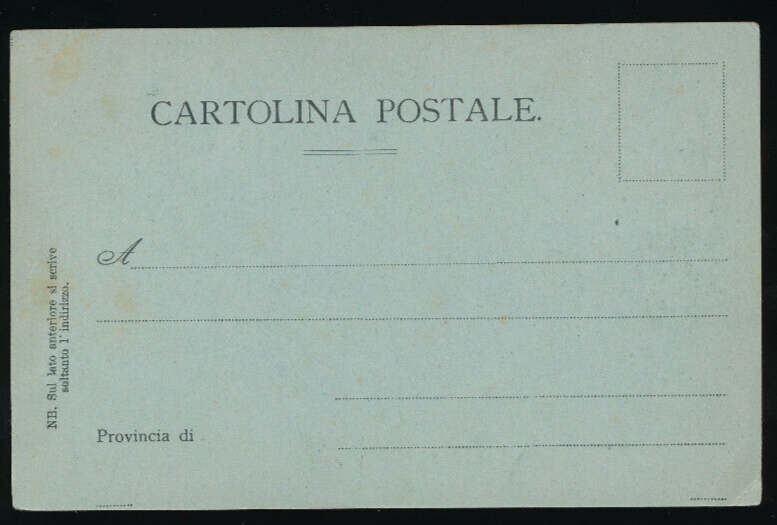 CARTOLINA POSTALE.
A
Provincia di
NB. Sul lato anteriore si scrive
soltanto l'indirizzo.